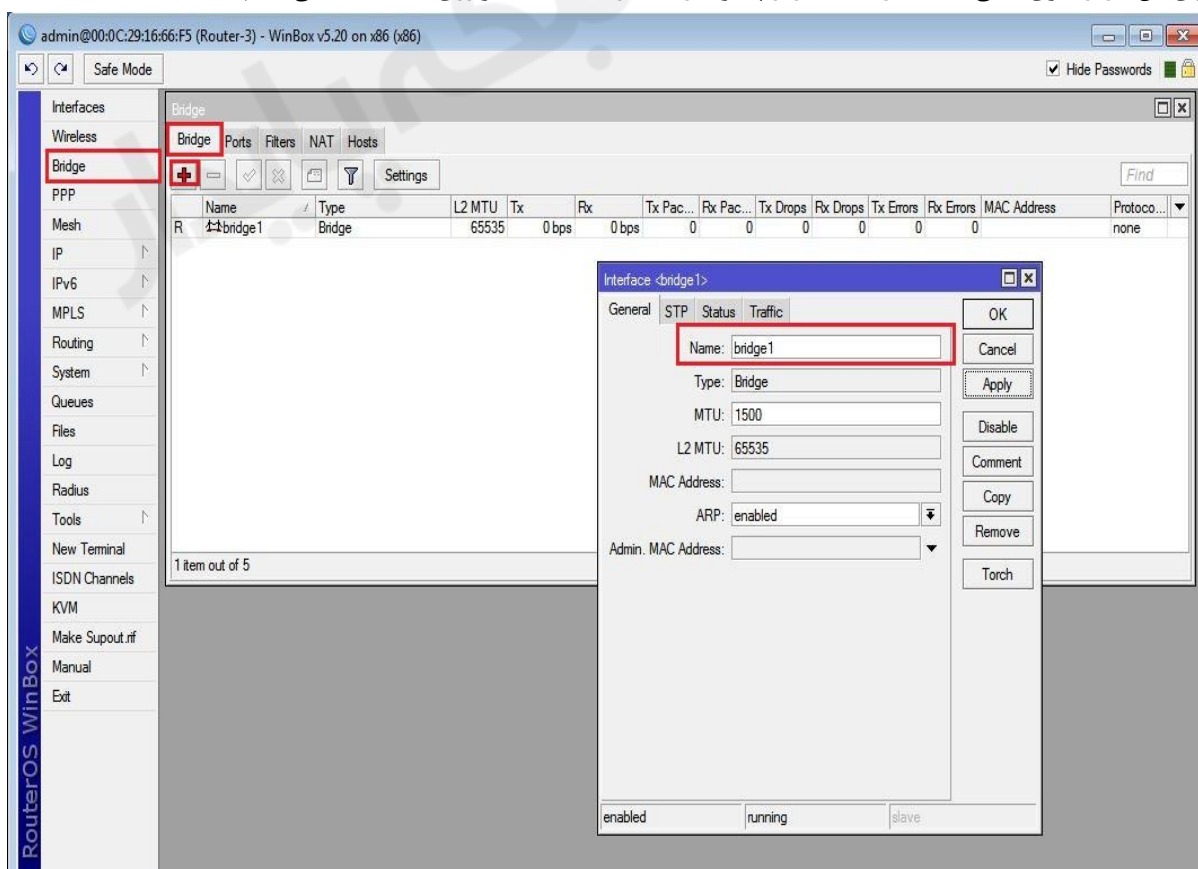 admin@00:0C:29:16:66:F5 (Router-3) - WinBox v5.20 on x86 (x86)
Safe Mode
Hide Passwords
Interfaces
Wireless
Bridge
PPP
Mesh
IP
IPv6
MPLS
Routing
System
Queues
Files
Log
Radius
Tools
New Terminal
ISDN Channels
KVM
Make Supout.rif
Manual
Exit
RouterOS WinBox
Bridge
Bridge Ports Filters NAT Hosts
Settings Find
Name Type L2 MTU Tx Rx Tx Pac... Rx Pac... Tx Drops Rx Drops Tx Errors Rx Errors MAC Address Protoco...
R bridge1 Bridge 65535 0 bps 0 bps 0 0 0 0 0 0 none
1 item out of 5
Interface <bridge1>
General STP Status Traffic
Name: bridge1
Type: Bridge
MTU: 1500
L2 MTU: 65535
MAC Address:
ARP: enabled
Admin. MAC Address:
OK
Cancel
Apply
Disable
Comment
Copy
Remove
Torch
enabled running slave